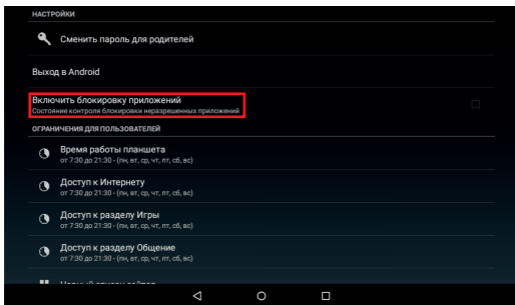 НАСТРОЙКИ
Сменить пароль для родителей
Выход в Android
Включить блокировку приложений
Состояние контроля блокировки неразрешенных приложений
ОГРАНИЧЕНИЯ ДЛЯ ПОЛЬЗОВАТЕЛЕЙ
Время работы планшета
от 7:30 до 21:30 - (пн, вт, ср, чт, пт, сб, вс)
Доступ к Интернету
от 7:30 до 21:30 - (пн, вт, ср, чт, пт, сб, вс)
Доступ к разделу Игры
от 7:30 до 21:30 - (пн, вт, ср, чт, пт, сб, вс)
Доступ к разделу Общение
от 7:30 до 21:30 - (пн, вт, ср, чт, пт, сб, вс)